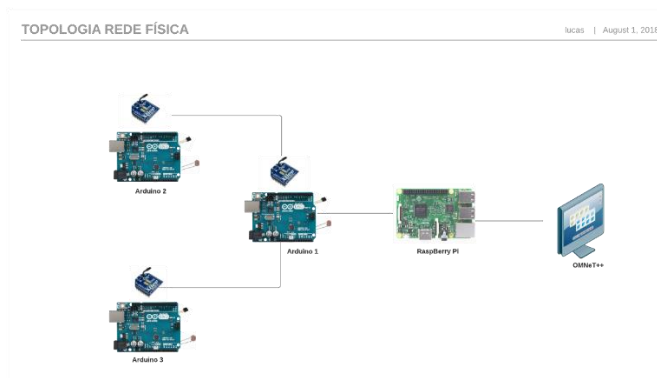 TOPOLOGIA REDE FÍSICA
lucas | August 1, 2018
Arduino 2
Arduino 1
RaspBerry Pi
OMNeT++
Arduino 3